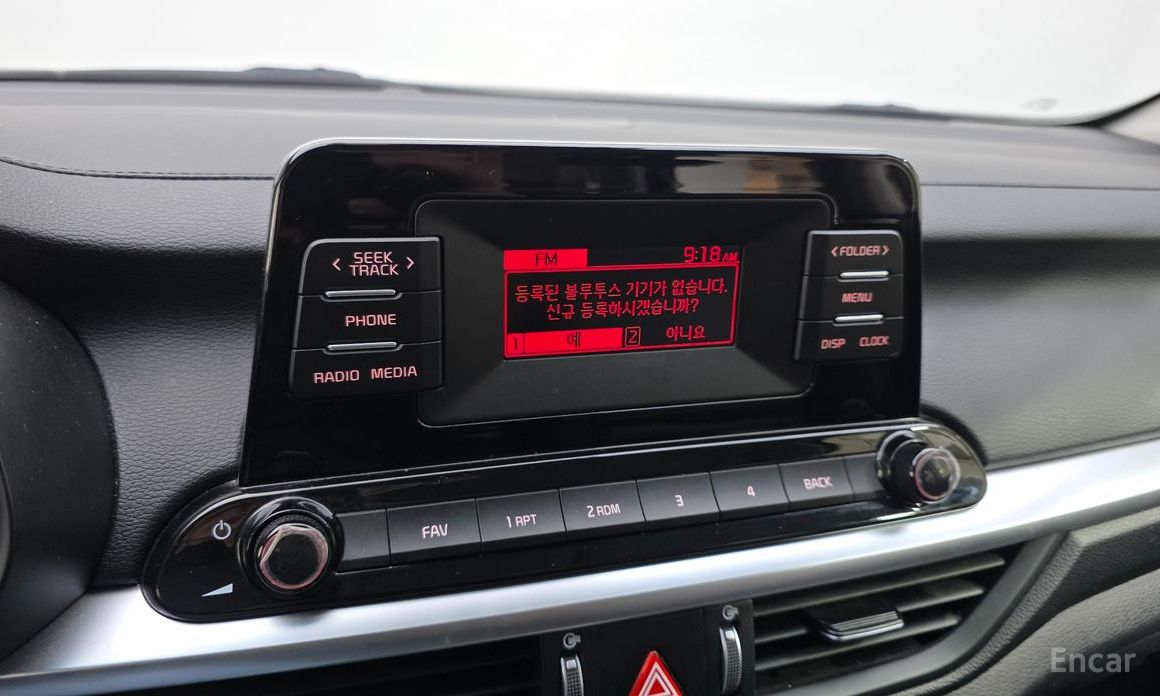 < SEEK >
TRACK
PHONE
RADIO MEDIA
FM 9:18 AM
등록된 블루투스 기기가 없습니다.
신규 등록하시겠습니까?
1 예 2 아니요
< FOLDER >
MENU
DISP CLOCK
FAV 1 RPT 2 RDM 3 4 BACK
Encar